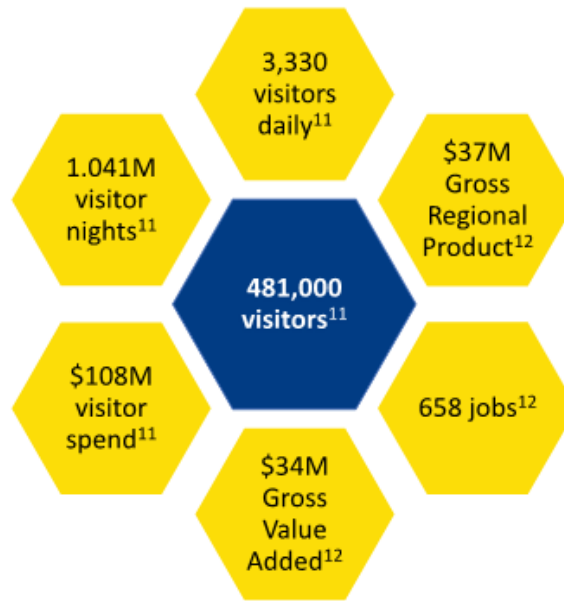 3,330
visitors
daily11
1.041M
visitor
nights11
$37M
Gross
Regional
Product12
481,000
visitors11
$108M
visitor
spend11
658 jobs12
$34M
Gross
Value
Added12